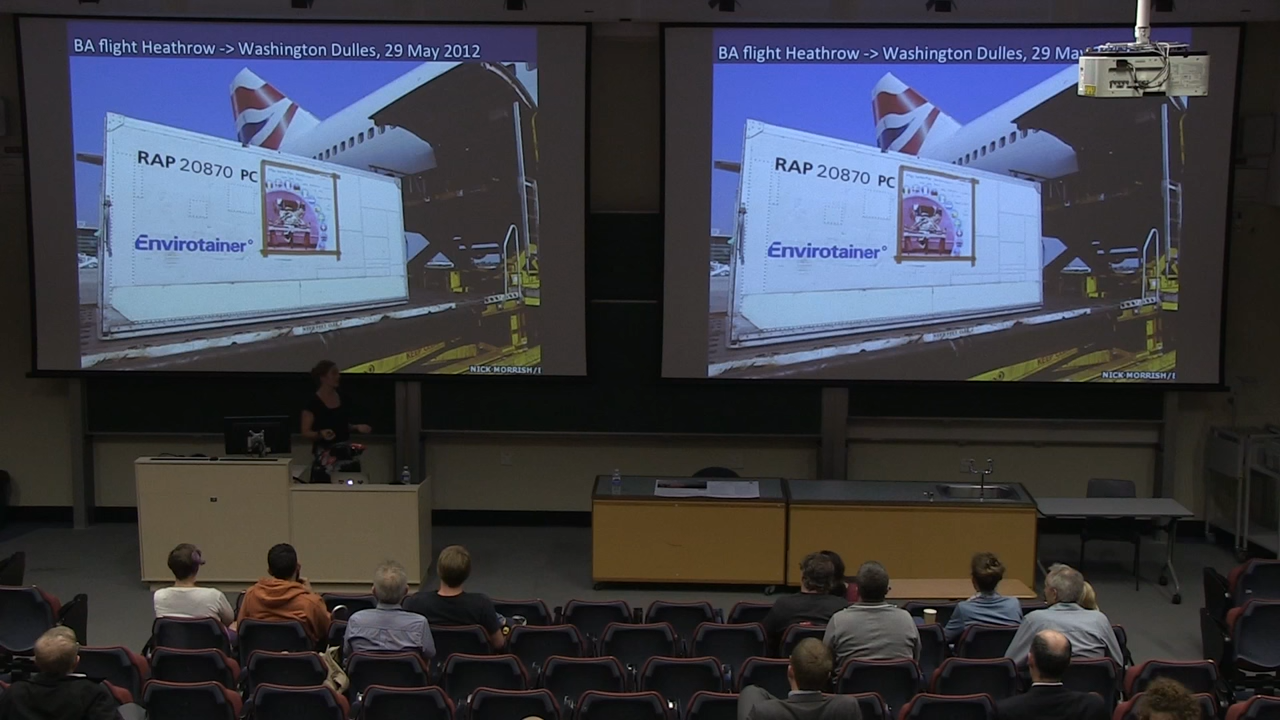 BA flight Heathrow -> Washington Dulles, 29 May 2012
RAP 20870 PC
Envirotainer
NICK MORRISH/
BA flight Heathrow -> Washington Dulles, 29 May
RAP 20870 PC
Envirotainer
NICK MORRISH/